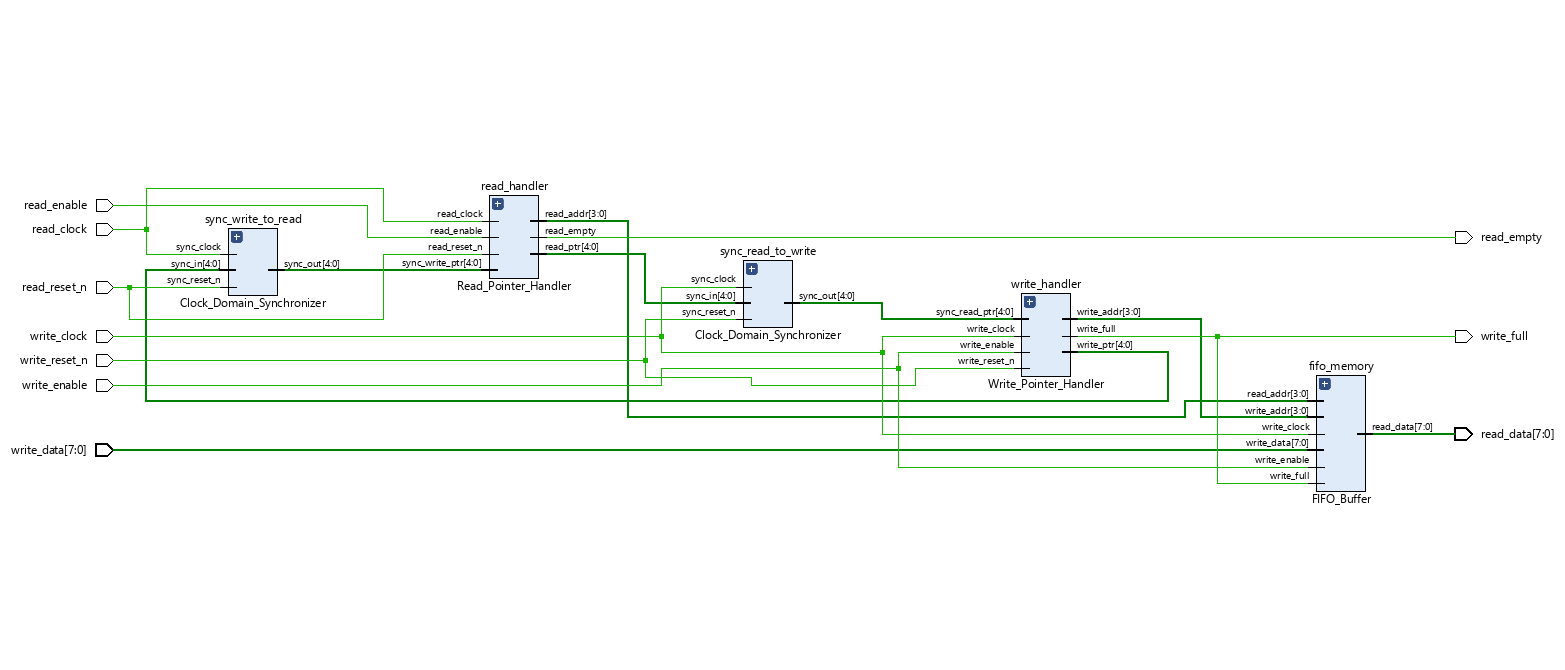 read_enable
read_clock
read_reset_n
write_clock
write_reset_n
write_enable
write_data[7:0]
sync_write_to_read
sync_clock
sync_in[4:0]
sync_reset_n
sync_out[4:0]
Clock_Domain_Synchronizer
read_handler
read_clock
read_enable
read_reset_n
sync_write_ptr[4:0]
read_addr[3:0]
read_empty
read_ptr[4:0]
Read_Pointer_Handler
sync_read_to_write
sync_clock
sync_in[4:0]
sync_reset_n
sync_out[4:0]
Clock_Domain_Synchronizer
write_handler
sync_read_ptr[4:0]
write_clock
write_enable
write_reset_n
write_addr[3:0]
write_full
write_ptr[4:0]
Write_Pointer_Handler
fifo_memory
read_addr[3:0]
write_addr[3:0]
write_clock
write_data[7:0]
write_enable
write_full
read_data[7:0]
FIFO_Buffer
read_empty
write_full
read_data[7:0]